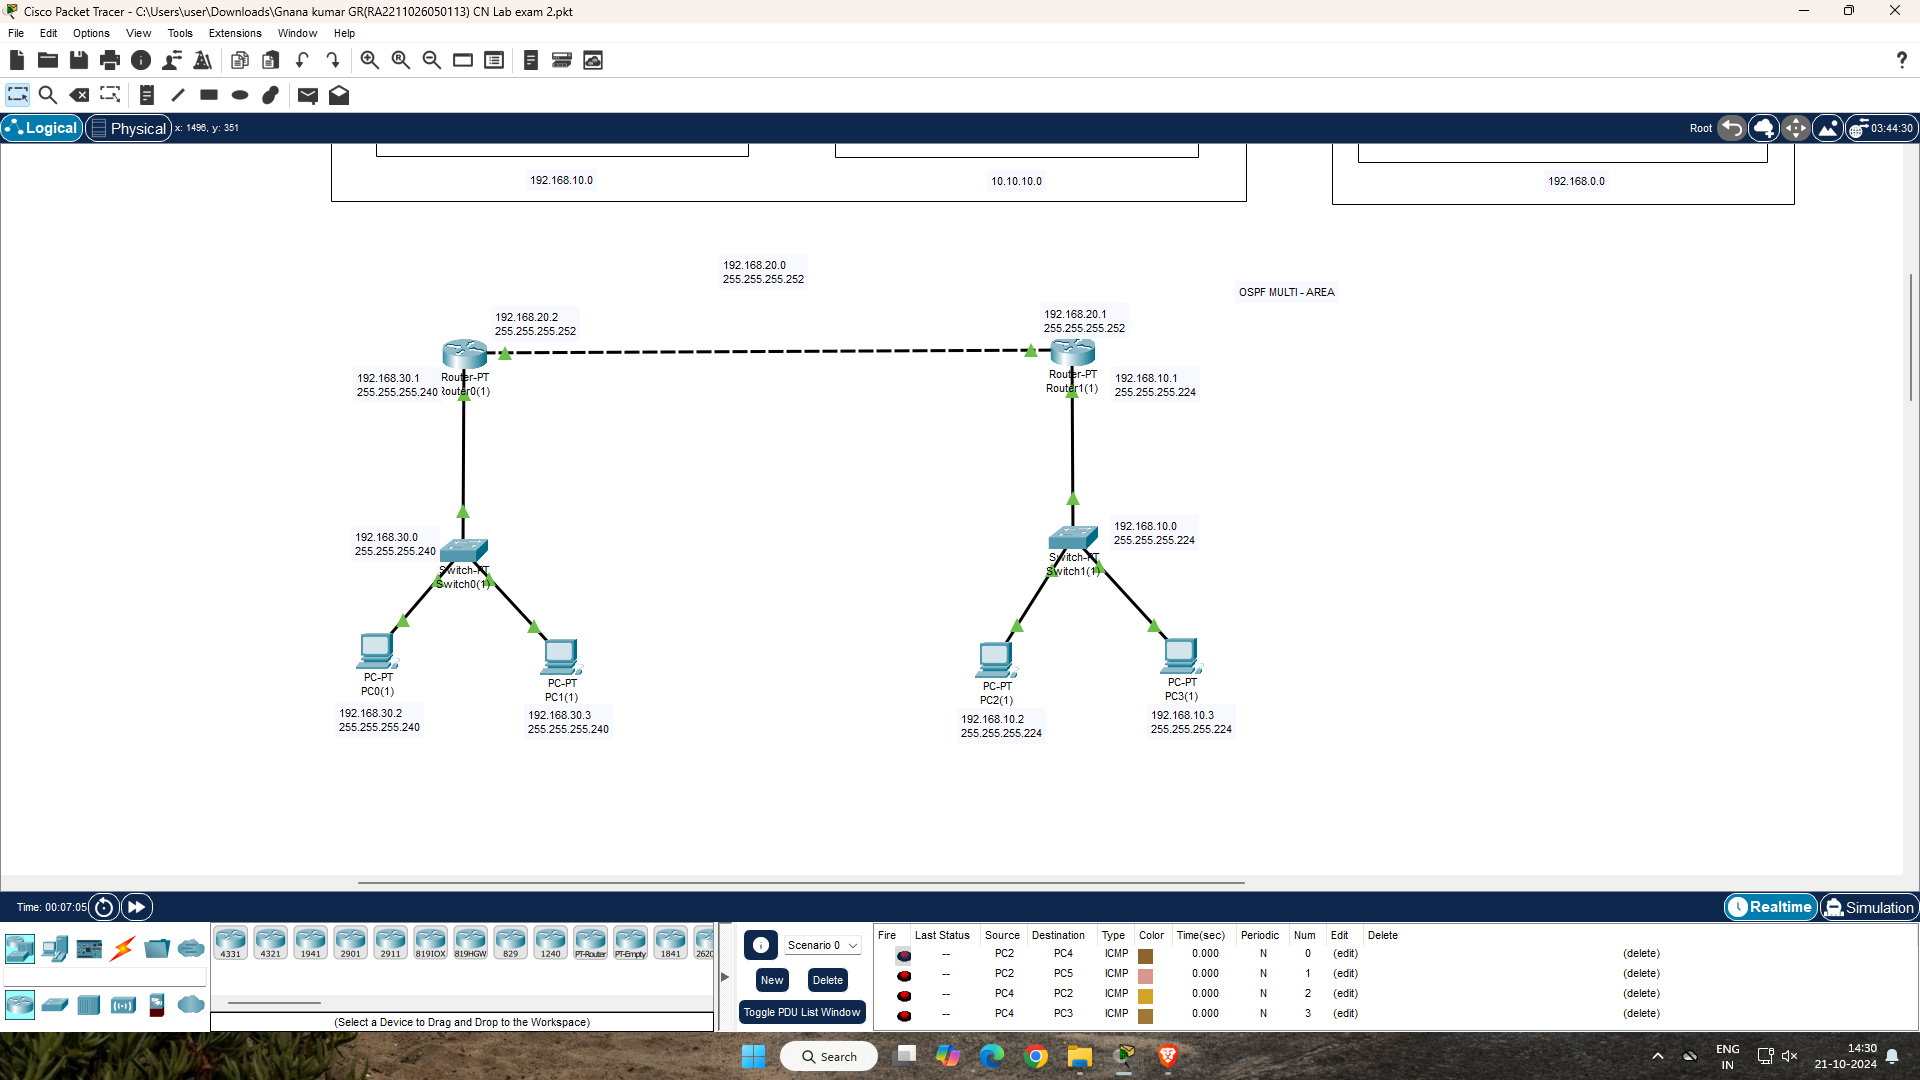 Cisco Packet Tracer - C:\Users\user\Downloads\Gnana kumar GR(RA2211026050113) CN Lab exam 2.pkt
File Edit Options View Tools Extensions Window Help
Logical Physical x: 1496, y: 351 Root 03:44:30
192.168.10.0 10.10.10.0 192.168.0.0
192.168.20.0
255.255.255.252
OSPF MULTI - AREA
192.168.20.2
255.255.255.252
192.168.20.1
255.255.255.252
192.168.30.1
255.255.255.240
Router-PT
Router0(1)
Router-PT
Router1(1)
192.168.10.1
255.255.255.224
192.168.30.0
255.255.255.240
Switch-PT
Switch0(1)
192.168.10.0
255.255.255.224
Switch-PT
Switch1(1)
PC-PT
PC0(1)
192.168.30.2
255.255.255.240
PC-PT
PC1(1)
192.168.30.3
255.255.255.240
PC-PT
PC2(1)
192.168.10.2
255.255.255.224
PC-PT
PC3(1)
192.168.10.3
255.255.255.224
Time: 00:07:05 Realtime Simulation
4331 4321 1941 2901 2911 819IOX 819HGW 829 1240 PT-Router PT-Empty 1841 2620
(Select a Device to Drag and Drop to the Workspace)
Scenario 0
New Delete
Toggle PDU List Window
Fire Last Status Source Destination Type Color Time(sec) Periodic Num Edit Delete
-- PC2 PC4 ICMP 0.000 N 0 (edit) (delete)
-- PC2 PC5 ICMP 0.000 N 1 (edit) (delete)
-- PC4 PC2 ICMP 0.000 N 2 (edit) (delete)
-- PC4 PC3 ICMP 0.000 N 3 (edit) (delete)
Search
ENG
IN
14:30
21-10-2024